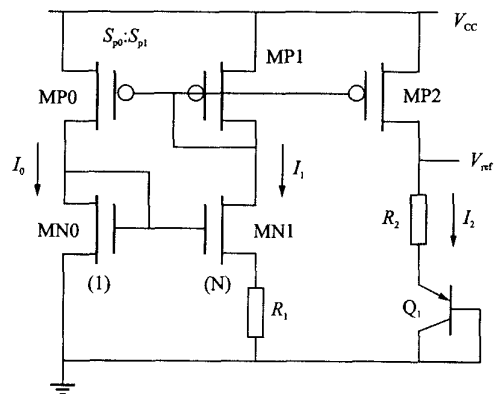 V_CC
S_p0:S_p1
MP0
MP1
MP2
I_0
I_1
V_ref
MN0
MN1
R_2
I_2
(1)
(N)
R_1
Q_1